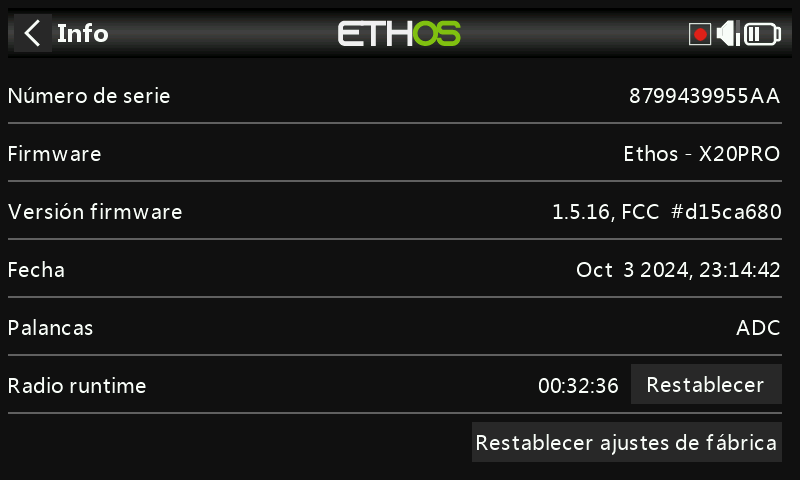 Info
ETHOS
Número de serie 8799439955AA
Firmware Ethos - X20PRO
Versión firmware 1.5.16, FCC #d15ca680
Fecha Oct 3 2024, 23:14:42
Palancas ADC
Radio runtime 00:32:36 Restablecer
Restablecer ajustes de fábrica